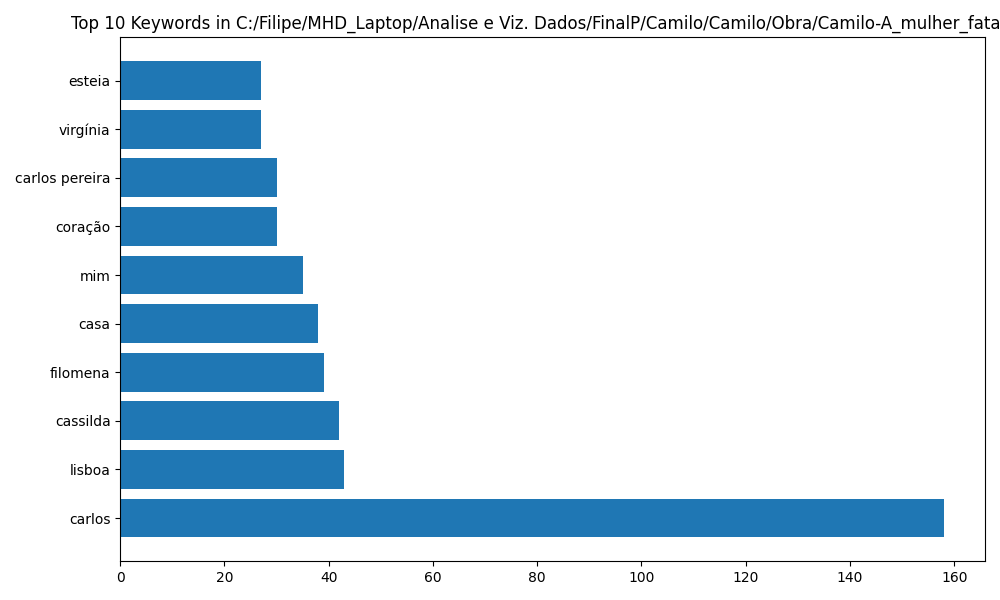 Top 10 Keywords in C:/Filipe/MHD_Laptop/Analise e Viz. Dados/FinalP/Camilo/Camilo/Obra/Camilo-A_mulher_fata
esteia
virgínia
carlos pereira
coração
mim
casa
filomena
cassilda
lisboa
carlos
0 20 40 60 80 100 120 140 160